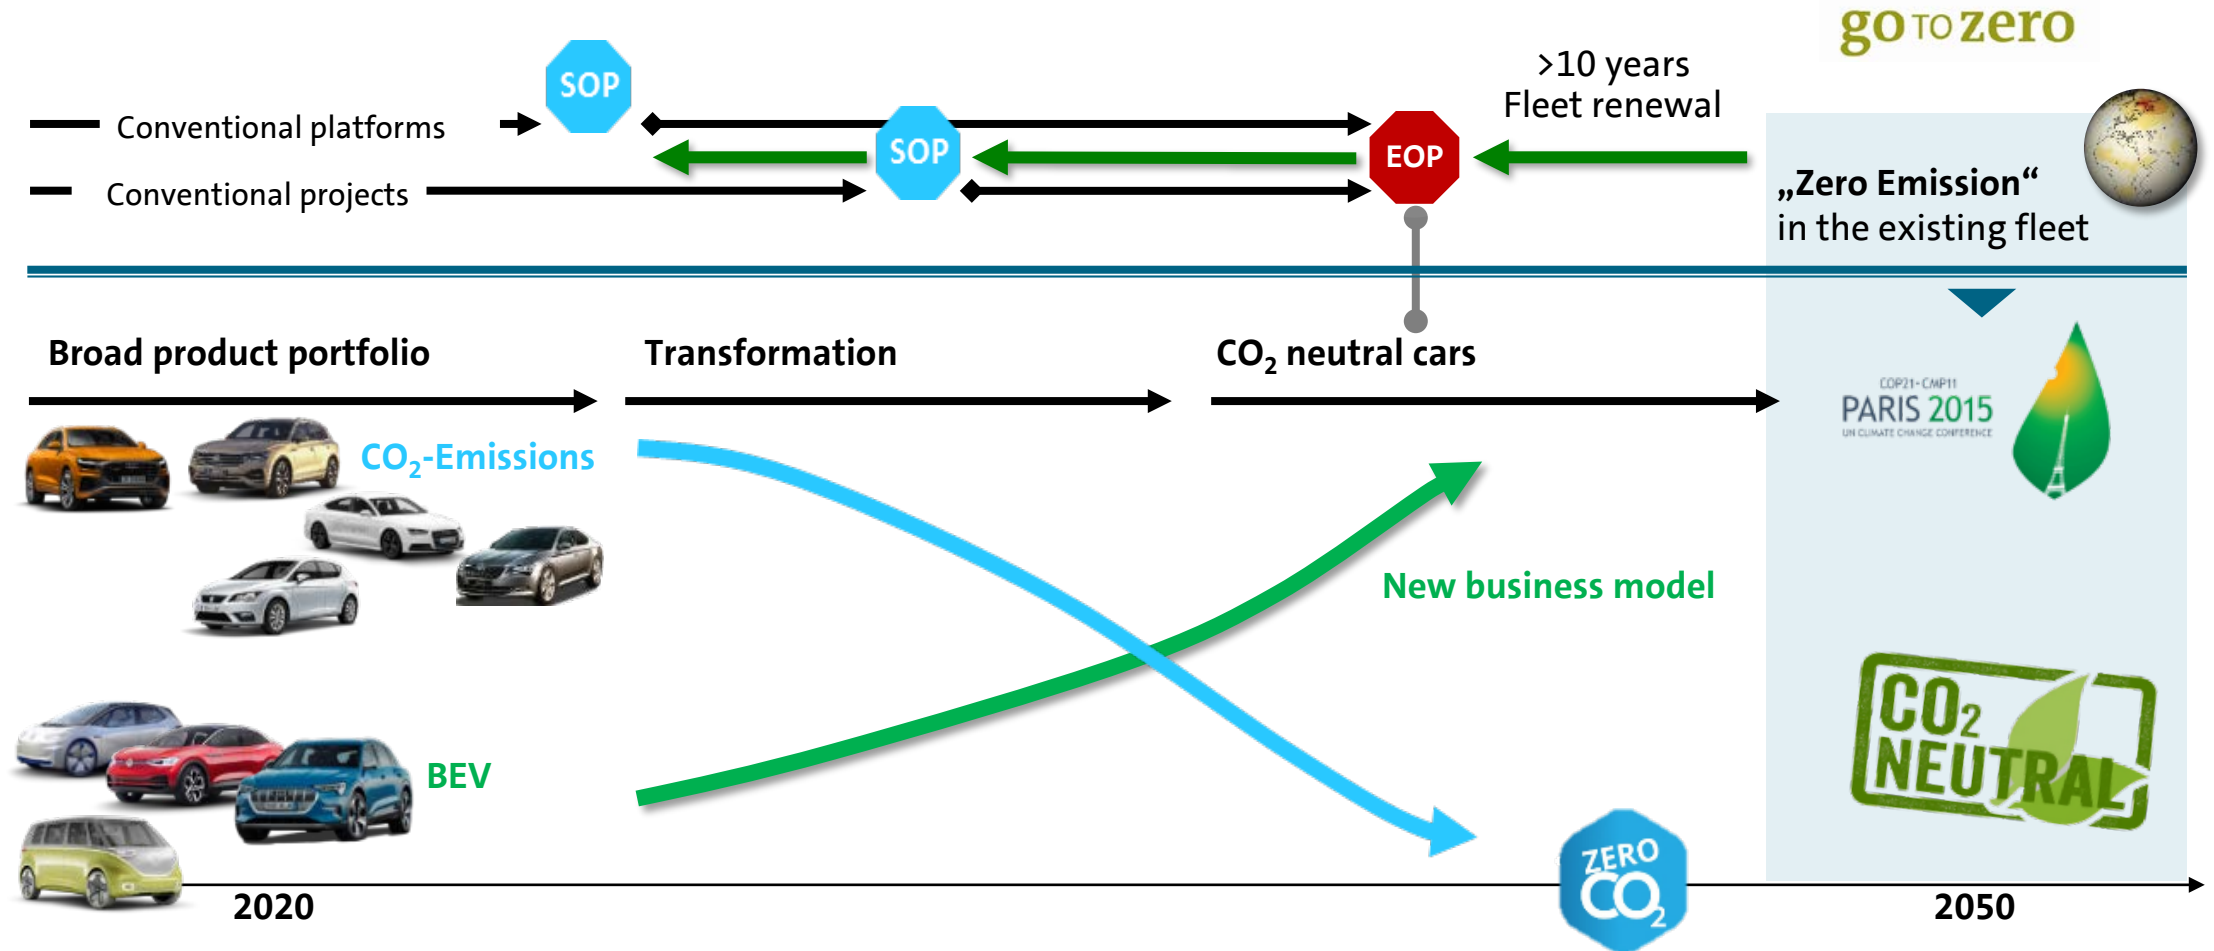 go TO zero
SOP
>10 years
Fleet renewal
Conventional platforms
SOP
EOP
Conventional projects
„Zero Emission“
in the existing fleet
Broad product portfolio
Transformation
CO₂ neutral cars
COP21·CMP11
PARIS 2015
UN CLIMATE CHANGE CONFERENCE
CO₂-Emissions
New business model
BEV
CO₂
NEUTRAL
ZERO
CO₂
2020
2050